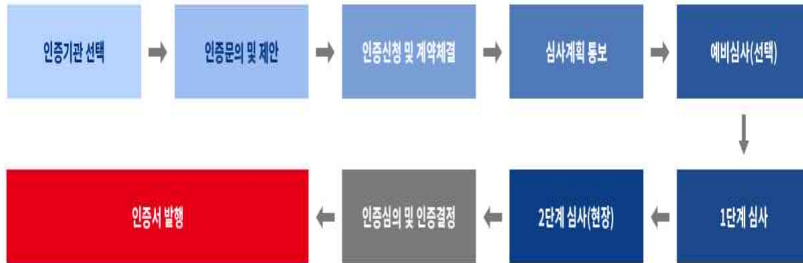 인증기관 선택
인증문의 및 제안
인증신청 및 계약체결
심사계획 통보
예비심사(선택)
1단계 심사
2단계 심사(현장)
인증심의 및 인증결정
인증서 발행